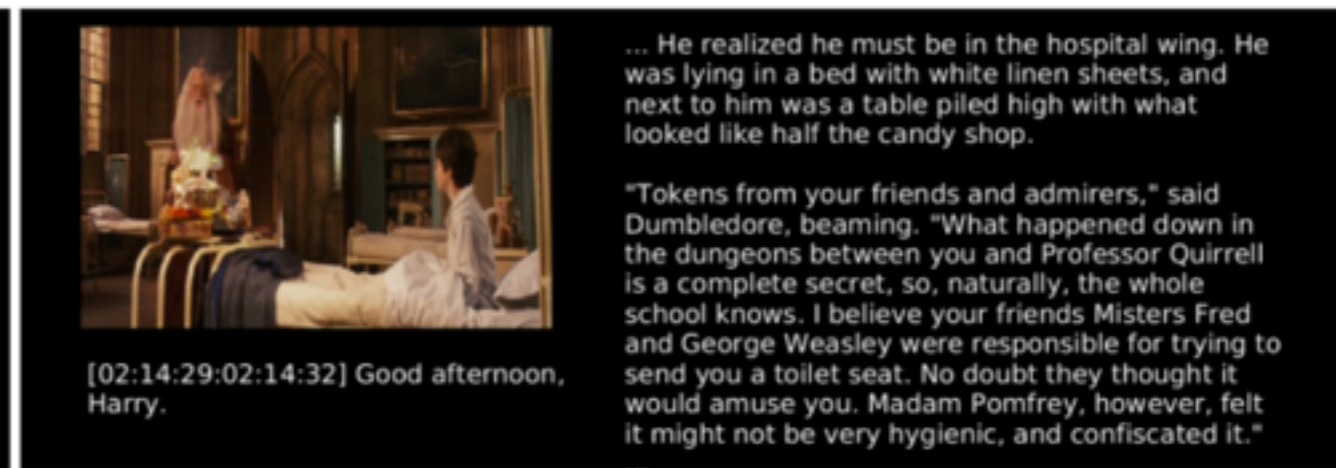 [02:14:29:02:14:32] Good afternoon,
Harry.
... He realized he must be in the hospital wing. He
was lying in a bed with white linen sheets, and
next to him was a table piled high with what
looked like half the candy shop.
"Tokens from your friends and admirers," said
Dumbledore, beaming. "What happened down in
the dungeons between you and Professor Quirrell
is a complete secret, so, naturally, the whole
school knows. I believe your friends Misters Fred
and George Weasley were responsible for trying to
send you a toilet seat. No doubt they thought it
would amuse you. Madam Pomfrey, however, felt
it might not be very hygienic, and confiscated it."